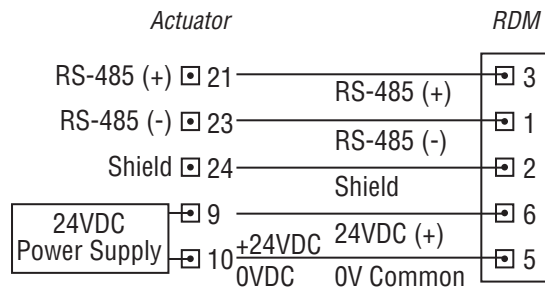 Actuator RDM
RS-485 (+) 21 3
RS-485 (+)
RS-485 (-) 23 1
RS-485 (-)
Shield 24 2
Shield
24VDC 9 6
24VDC (+)
Power Supply 10 +24VDC 5
0VDC 0V Common